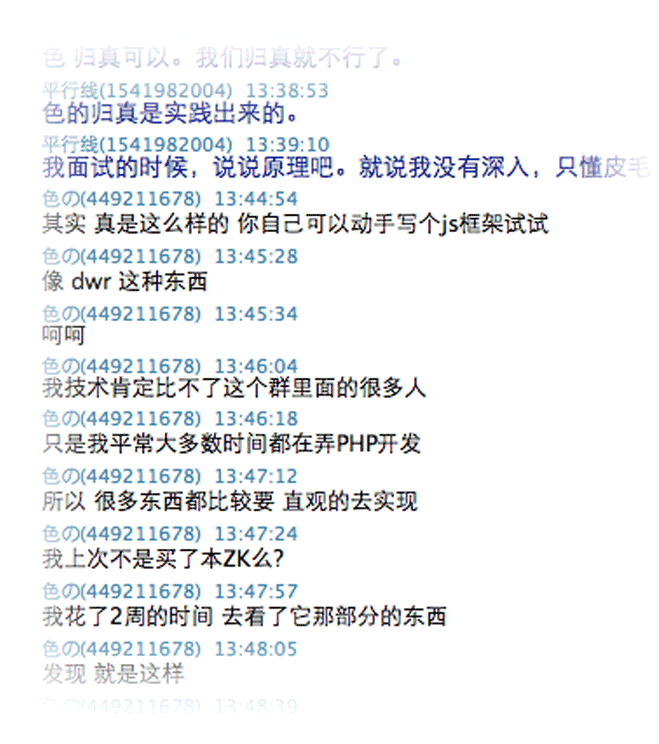 色 归真可以。我们归真就不行了。
平行线(1541982004) 13:38:53
色的归真是实践出来的。
平行线(1541982004) 13:39:10
我面试的时候，说说原理吧。就说我没有深入，只懂皮毛
色の(449211678) 13:44:54
其实 真是这么样的 你自己可以动手写个js框架试试
色の(449211678) 13:45:28
像 dwr 这种东西
色の(449211678) 13:45:34
呵呵
色の(449211678) 13:46:04
我技术肯定比不了这个群里面的很多人
色の(449211678) 13:46:18
只是我平常大多数时间都在弄PHP开发
色の(449211678) 13:47:12
所以 很多东西都比较要 直观的去实现
色の(449211678) 13:47:24
我上次不是买了本ZK么?
色の(449211678) 13:47:57
我花了2周的时间 去看了它那部分的东西
色の(449211678) 13:48:05
发现 就是这样
色の(449211678) 13:48:39